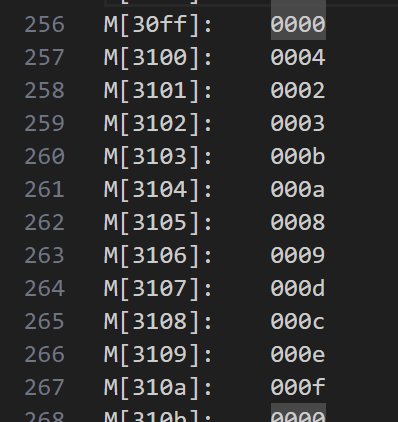 256 M[30ff]: 0000
257 M[3100]: 0004
258 M[3101]: 0002
259 M[3102]: 0003
260 M[3103]: 000b
261 M[3104]: 000a
262 M[3105]: 0008
263 M[3106]: 0009
264 M[3107]: 000d
265 M[3108]: 000c
266 M[3109]: 000e
267 M[310a]: 000f
268 M[310b]: 0000